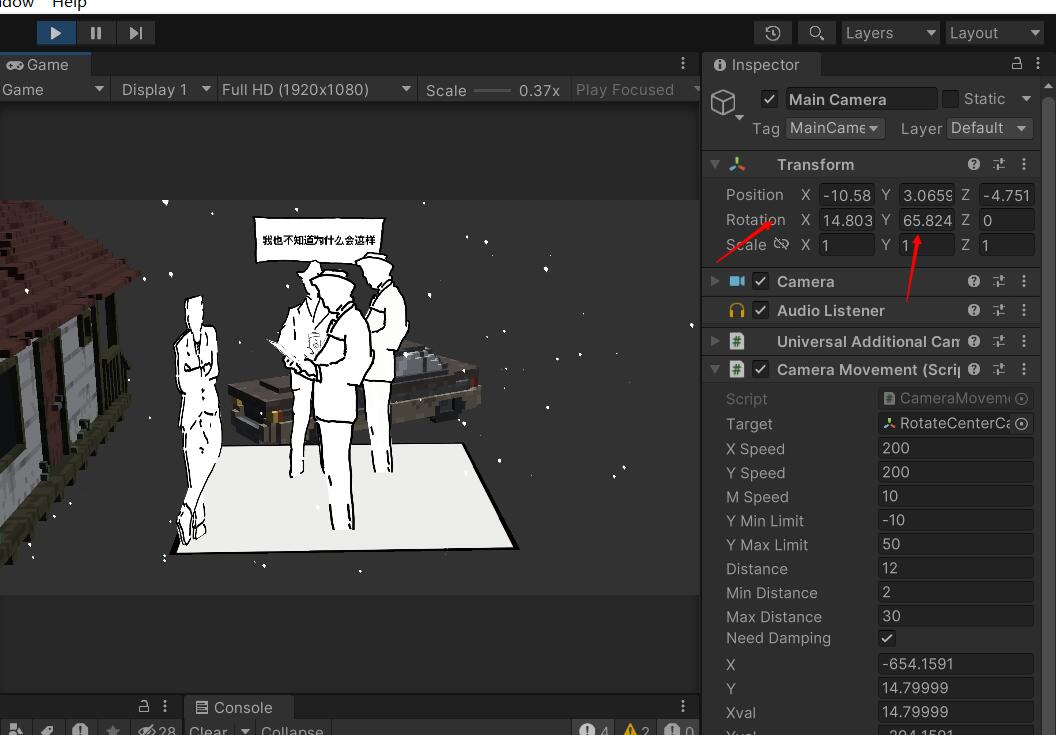 Help
Layers
Layout
Game
Inspector
Game
Display 1
Full HD (1920x1080)
Scale
0.37x
Play Focused
Main Camera
Static
Tag
MainCame
Layer
Default
Transform
Position X -10.58 Y 3.0659 Z -4.751
Rotation X 14.803 Y 65.824 Z 0
Scale X 1 Y 1 Z 1
我也不知道为什么会这样
Camera
Audio Listener
# Universal Additional Cam
# Camera Movement (Scrip
Script # CameraMovem
Target RotateCenterCa
X Speed 200
Y Speed 200
M Speed 10
Y Min Limit -10
Y Max Limit 50
Distance 12
Min Distance 2
Max Distance 30
Need Damping
X -654.1591
Y 14.79999
Xval 14.79999
Console
28
Clear
Collapse
4
2
0